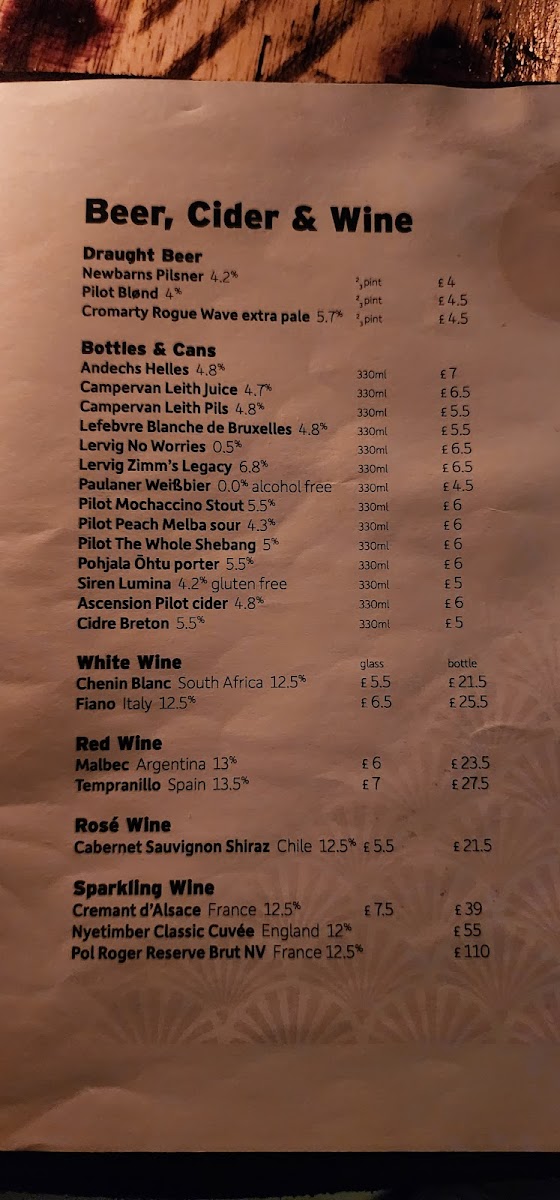 Beer, Cider & Wine
Draught Beer
Newbarns Pilsner 4.2% ⅔pint £4
Pilot Blønd 4% ⅔pint £4.5
Cromarty Rogue Wave extra pale 5.7% ⅔pint £4.5
Bottles & Cans
Andechs Helles 4.8% 330ml £7
Campervan Leith Juice 4.7% 330ml £6.5
Campervan Leith Pils 4.8% 330ml £5.5
Lefebvre Blanche de Bruxelles 4.8% 330ml £5.5
Lervig No Worries 0.5% 330ml £6.5
Lervig Zimm's Legacy 6.8% 330ml £6.5
Paulaner Weißbier 0.0% alcohol free 330ml £4.5
Pilot Mochaccino Stout 5.5% 330ml £6
Pilot Peach Melba sour 4.3% 330ml £6
Pilot The Whole Shebang 5% 330ml £6
Pohjala Öhtu porter 5.5% 330ml £6
Siren Lumina 4.2% gluten free 330ml £5
Ascension Pilot cider 4.8% 330ml £6
Cidre Breton 5.5% 330ml £5
White Wine glass bottle
Chenin Blanc South Africa 12.5% £5.5 £21.5
Fiano Italy 12.5% £6.5 £25.5
Red Wine
Malbec Argentina 13% £6 £23.5
Tempranillo Spain 13.5% £7 £27.5
Rosé Wine
Cabernet Sauvignon Shiraz Chile 12.5% £5.5 £21.5
Sparkling Wine
Cremant d'Alsace France 12.5% £7.5 £39
Nyetimber Classic Cuvée England 12% £55
Pol Roger Reserve Brut NV France 12.5% £110